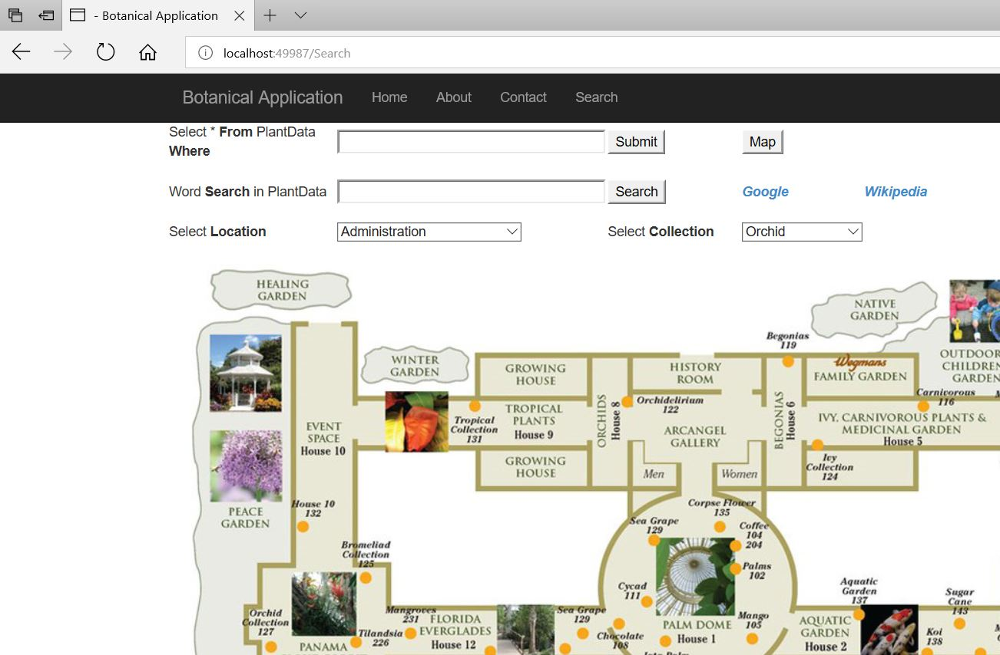 - Botanical Application
localhost:49987/Search
Botanical Application Home About Contact Search
Select * From PlantData
Where
Submit
Map
Word Search in PlantData
Search
Google
Wikipedia
Select Location
Administration
Select Collection
Orchid
HEALING
GARDEN
NATIVE
GARDEN
Begonias
119
WINTER
GARDEN
GROWING
HOUSE
HISTORY
ROOM
Wegmans
FAMILY GARDEN
OUTDOOR
CHILDREN
GARDEN
Carnivorous
116
ORCHIDS
House 8
Orchidelirium
122
BEGONIAS
House 6
TROPICAL
PLANTS
House 9
Tropical
Collection
131
EVENT
SPACE
House 10
ARCANGEL
GALLERY
IVY, CARNIVOROUS PLANTS &
MEDICINAL GARDEN
House 5
GROWING
HOUSE
Men
Women
Ivy
Collection
124
PEACE
GARDEN
House 10
132
Corpse Flower
135
Sea Grape
129
Coffee
104
204
Bromeliad
Collection
125
Palms
102
Cycad
111
Aquatic
Garden
137
Sugar
Cane
143
Orchid
Collection
127
Mangroves
231
FLORIDA
EVERGLADES
House 12
Sea Grape
129
Mango
105
PALM DOME
House 1
AQUATIC
GARDEN
House 2
Tilandsia
226
Chocolate
108
Koi
138
PANAMA